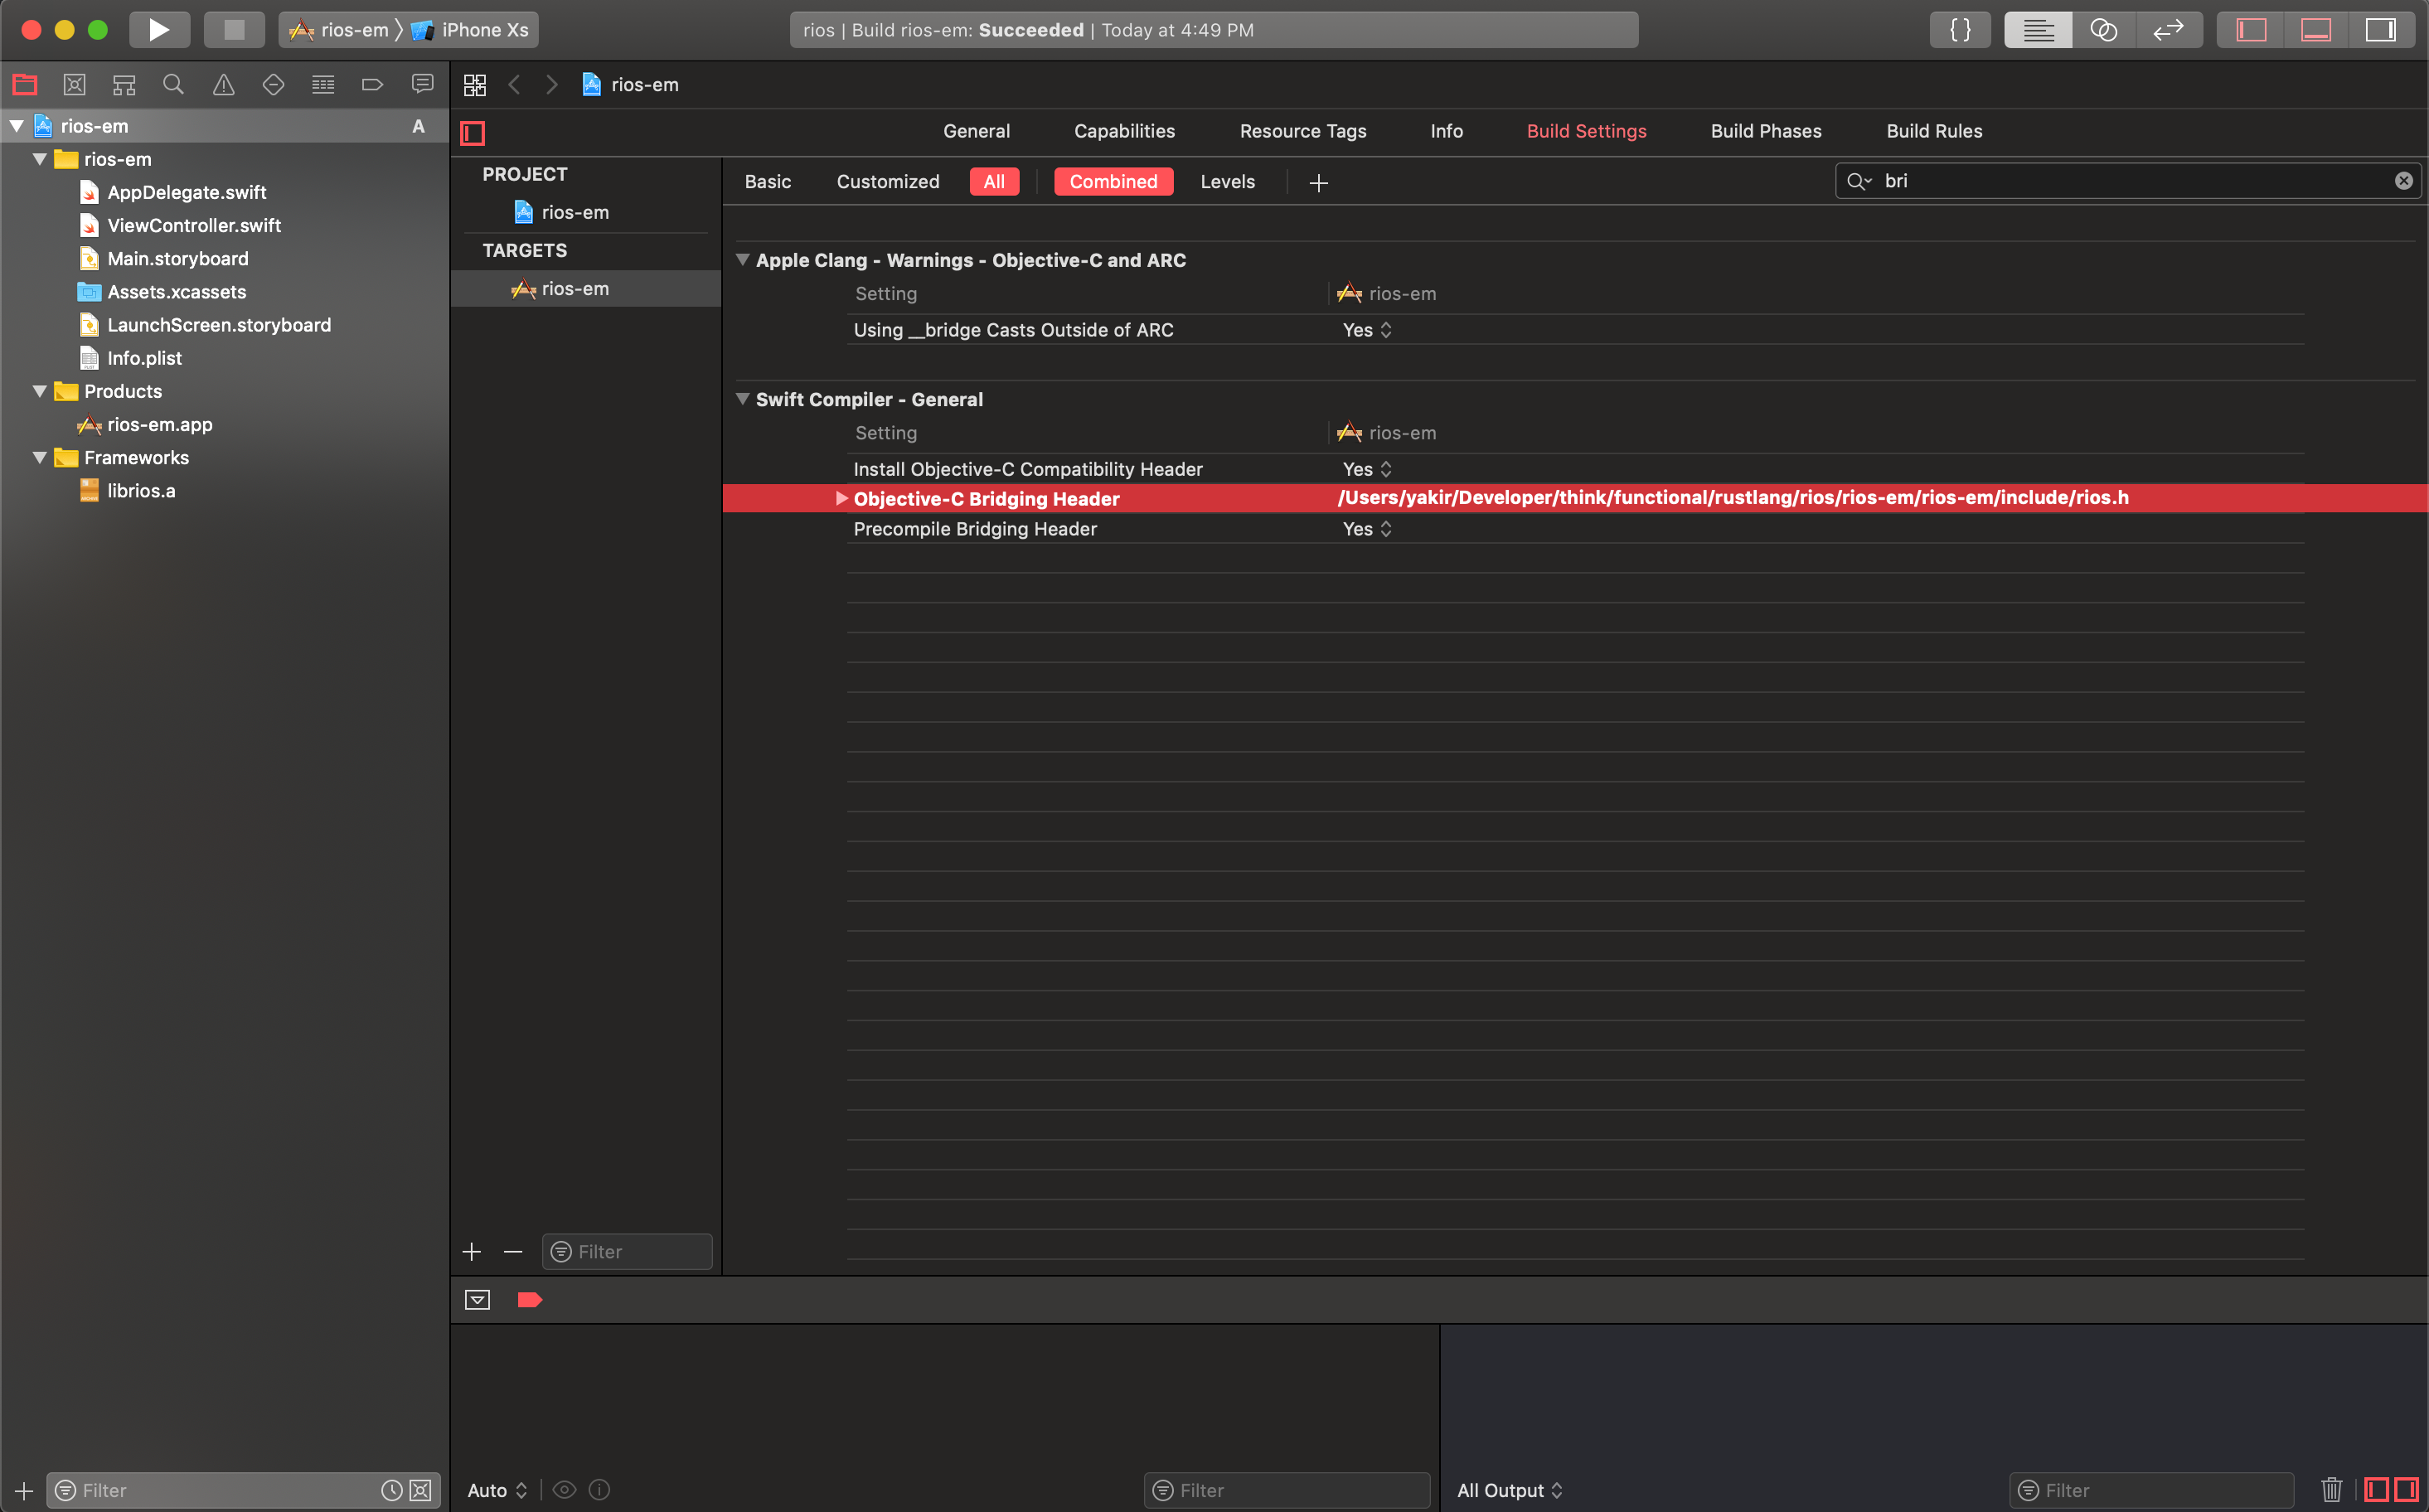 rios-em 〉 iPhone Xs
rios | Build rios-em: Succeeded | Today at 4:49 PM
{ }
rios-em
rios-em A
rios-em
AppDelegate.swift
ViewController.swift
Main.storyboard
Assets.xcassets
LaunchScreen.storyboard
Info.plist
Products
rios-em.app
Frameworks
librios.a
General Capabilities Resource Tags Info Build Settings Build Phases Build Rules
PROJECT
rios-em
TARGETS
rios-em
Basic Customized All Combined Levels + bri
Apple Clang - Warnings - Objective-C and ARC
Setting rios-em
Using __bridge Casts Outside of ARC Yes
Swift Compiler - General
Setting rios-em
Install Objective-C Compatibility Header Yes
Objective-C Bridging Header /Users/yakir/Developer/think/functional/rustlang/rios/rios-em/rios-em/include/rios.h
Precompile Bridging Header Yes
Filter
Filter
Auto Filter
All Output Filter